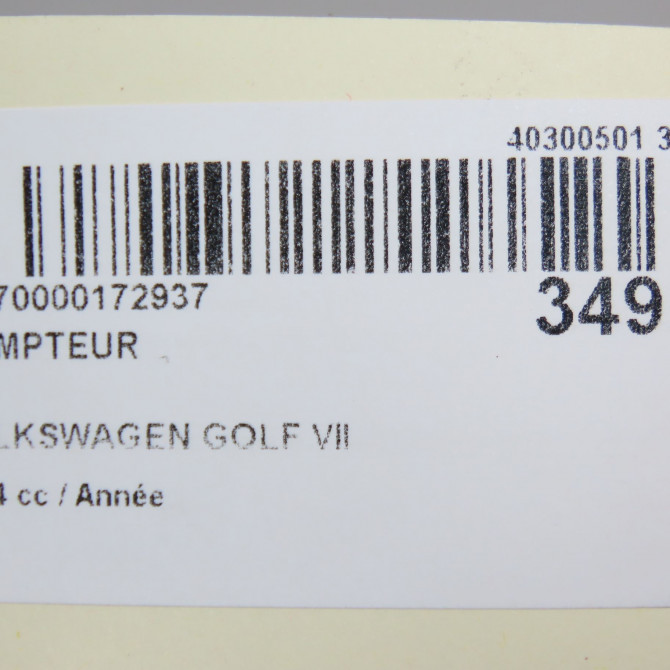 40300501 3
70000172937
349
MPTEUR
LKSWAGEN GOLF VII
4 cc / Année